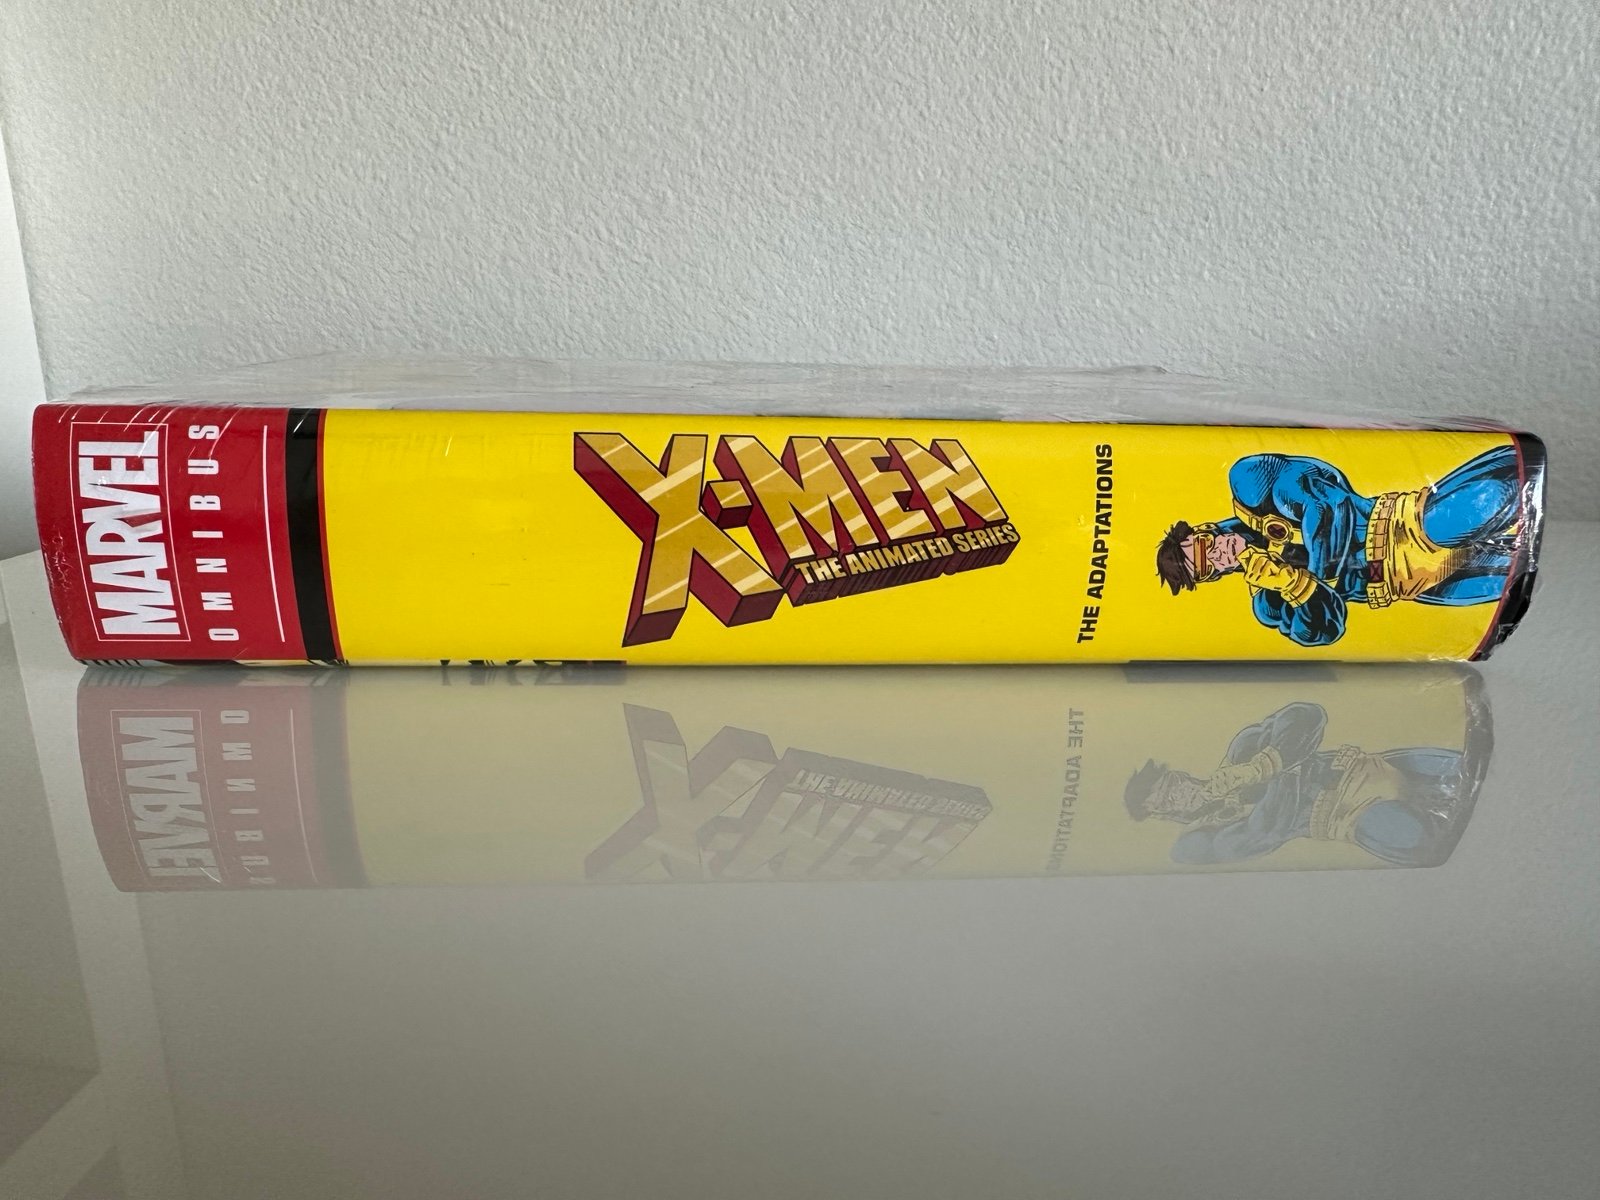 MARVEL
OMNIBUS
X-MEN
THE ANIMATED SERIES
THE ADAPTATIONS